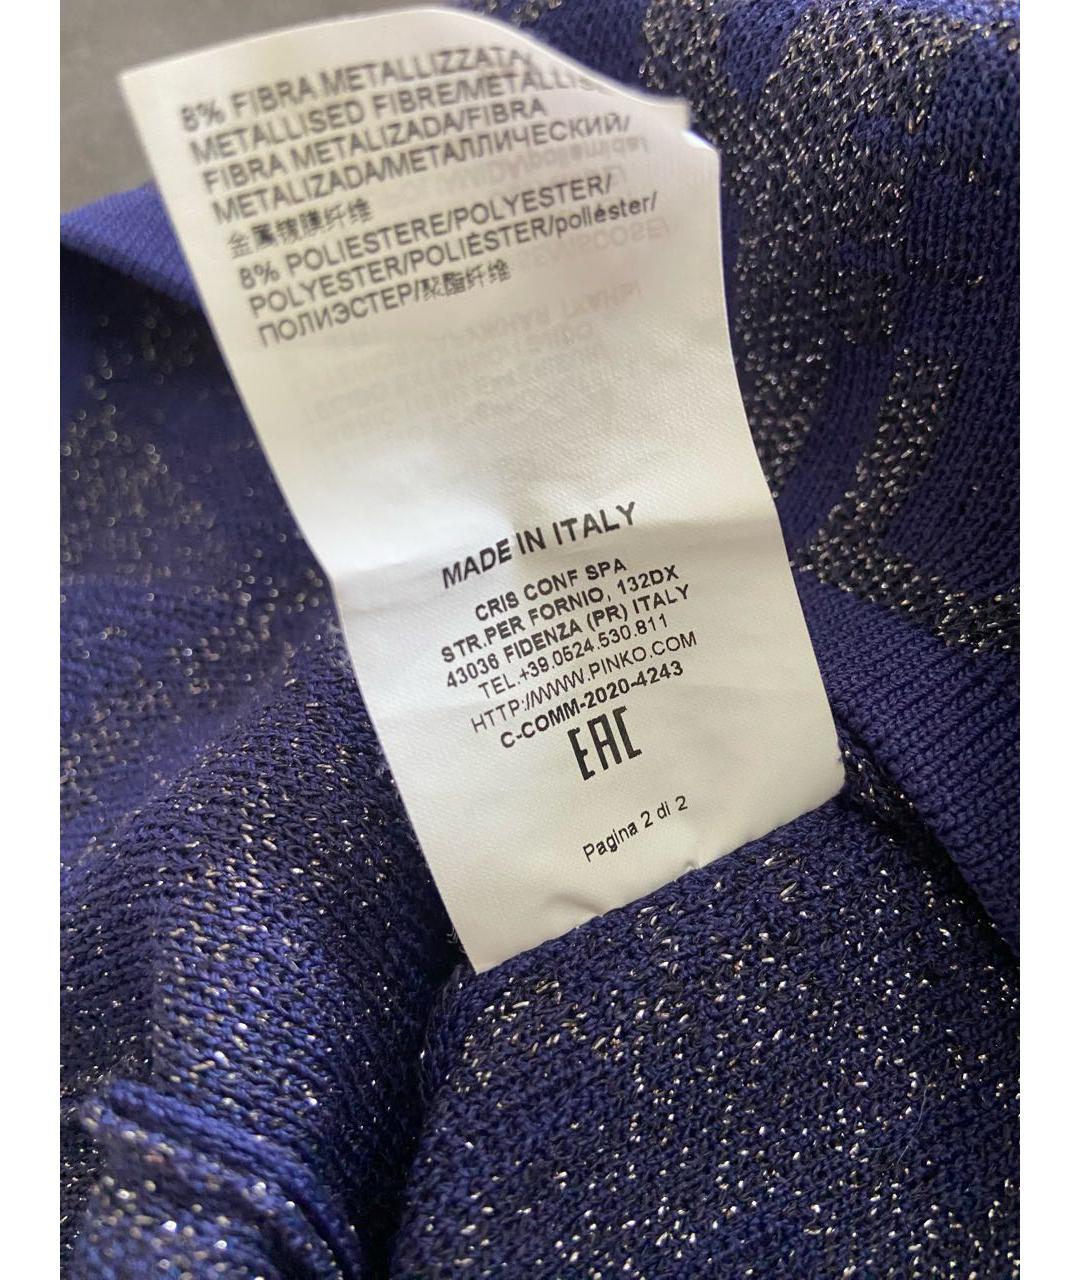 8% FIBRA METALLIZZATA/
METALLISED FIBRE/METALLIS
FIBRA METALIZADA/FIBRA
METALIZADA/МЕТАЛЛИЧЕСКИЙ/
金属镀膜纤维
8% POLIESTERE/POLYESTER/
POLYESTER/POLIÈSTER/poliéster/
ПОЛИЭСТЕР/聚酯纤维
MADE IN ITALY
CRIS CONF SPA
STR.PER FORNIO, 132DX
43036 FIDENZA (PR) ITALY
TEL.+39.0524.530.811
HTTP://WWW.PINKO.COM
C-COMM-2020-4243
EAC
Pagina 2 di 2